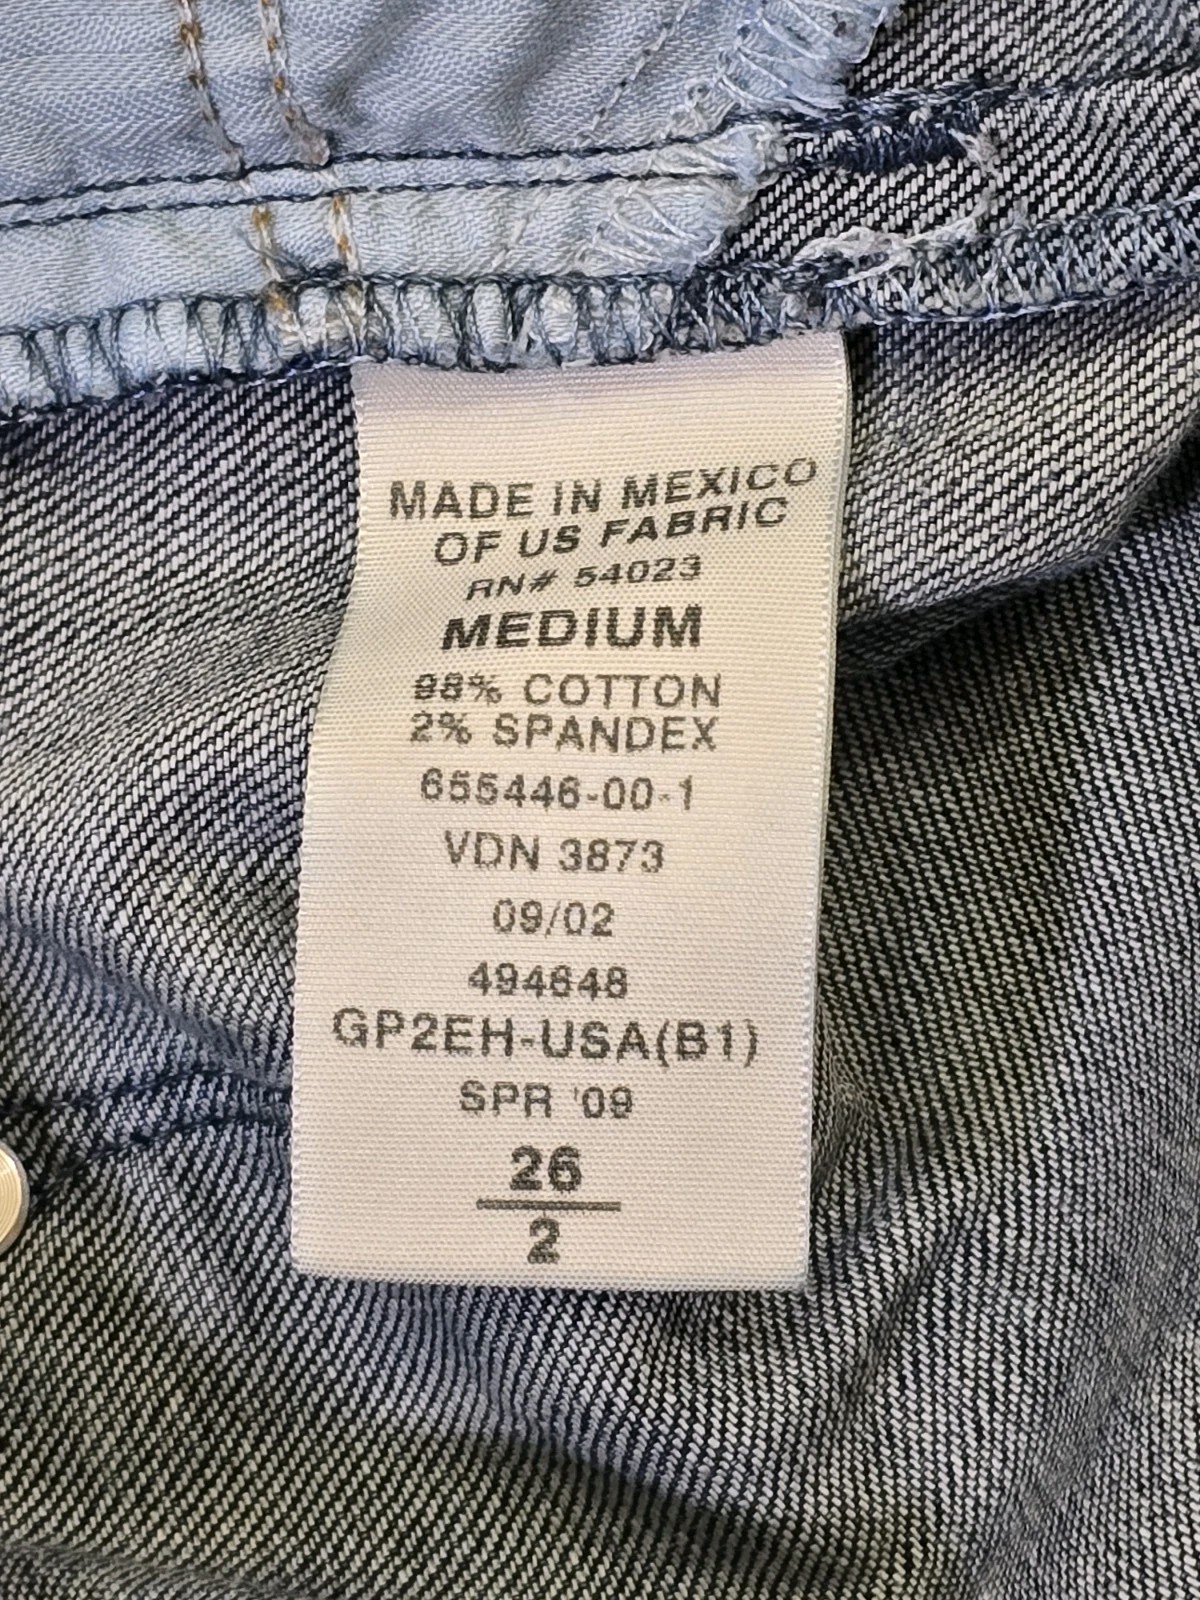 MADE IN MEXICO
OF US FABRIC
RN# 54023
MEDIUM
98% COTTON
2% SPANDEX
655446-00-1
VDN 3873
09/02
494648
GP2EH-USA(B1)
SPR '09
26
2